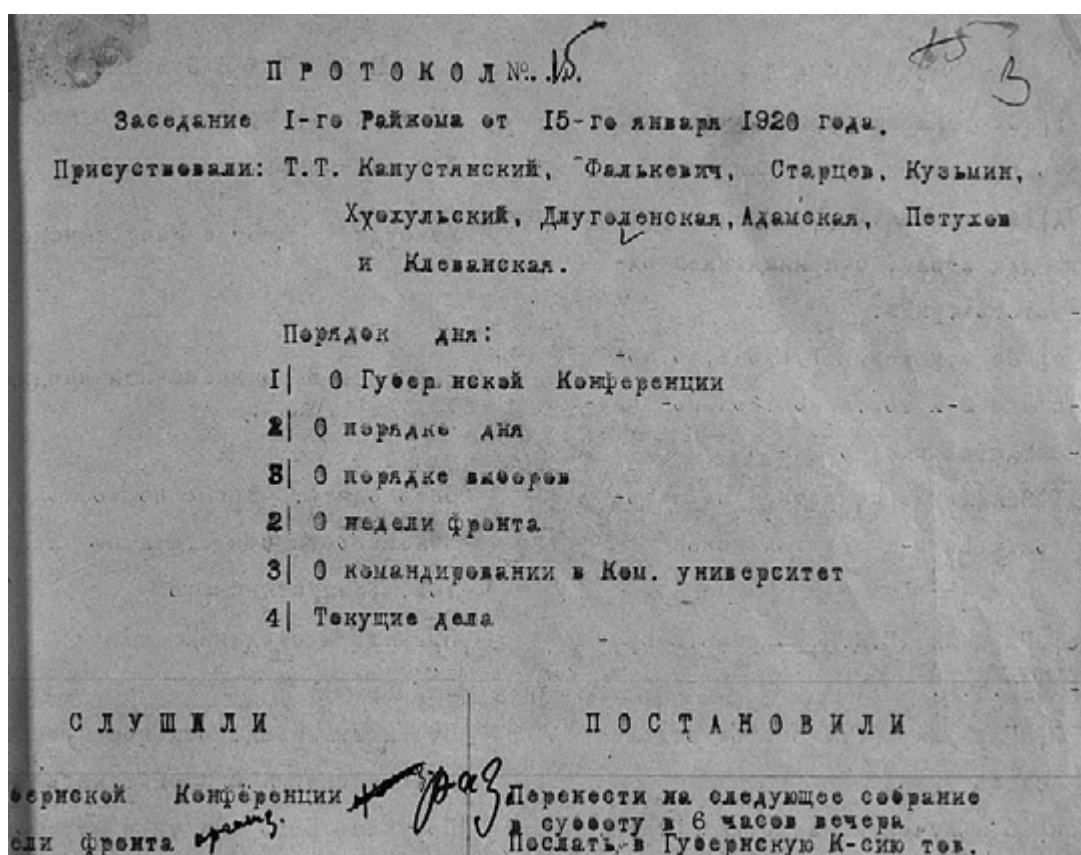 ПРОТОКОЛ №. 15.
3
Заседание I-го Райкома от 15-го января 1920 года.
Присуствовали: Т.Т. Капустянский, Фалькевич, Старцев, Кузьмин,
Длуголенская, Адамская, Петухов
и Клеванская.
Порядок дня:
1| О Губернской Конференции
2| О порядке дня
3| О порядке выборов
2| О недели фронта
3| О командировании в Ком. университет
4| Текущие дела
СЛУШАЛИ ПОСТАНОВИЛИ
бернской Конференции Перенести на следующее собрание
в субботу в 6 часов вечера
ели фронта Послать в Губернскую К-сию тов.